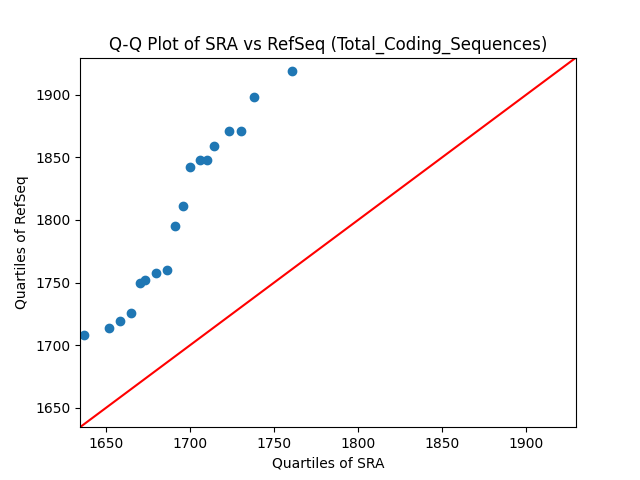 Q-Q Plot of SRA vs RefSeq (Total_Coding_Sequences)
1900
1850
1800
1750
1700
1650
Quartiles of RefSeq
1650 1700 1750 1800 1850 1900
Quartiles of SRA